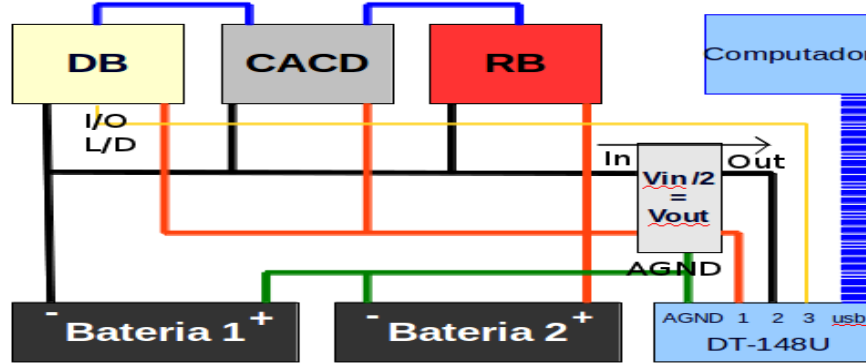 DB
CACD
RB
Computador
I/O
L/D
In
Out
Vin/2
=
Vout
AGND
- Bateria 1 +
- Bateria 2 +
AGND 1 2 3 usb
DT-148U